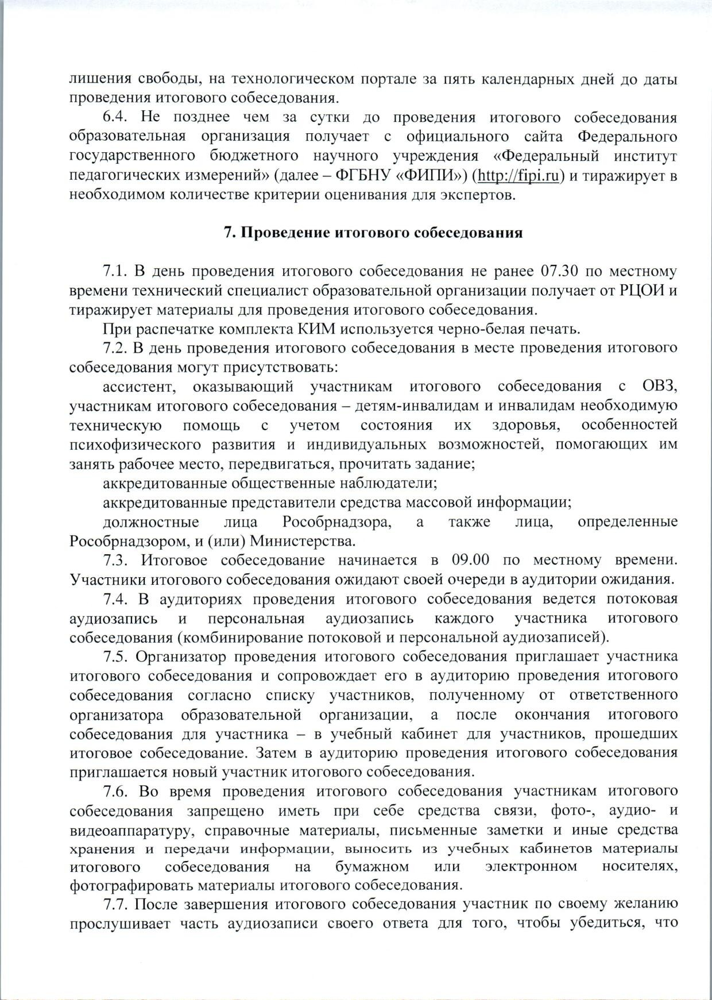 лишения свободы, на технологическом портале за пять календарных дней до даты
проведения итогового собеседования.
6.4. Не позднее чем за сутки до проведения итогового собеседования
образовательная организация получает с официального сайта Федерального
государственного бюджетного научного учреждения «Федеральный институт
педагогических измерений» (далее – ФГБНУ «ФИПИ») (http://fipi.ru) и тиражирует в
необходимом количестве критерии оценивания для экспертов.
7. Проведение итогового собеседования
7.1. В день проведения итогового собеседования не ранее 07.30 по местному
времени технический специалист образовательной организации получает от РЦОИ и
тиражирует материалы для проведения итогового собеседования.
При распечатке комплекта КИМ используется черно-белая печать.
7.2. В день проведения итогового собеседования в месте проведения итогового
собеседования могут присутствовать:
ассистент, оказывающий участникам итогового собеседования с ОВЗ,
участникам итогового собеседования – детям-инвалидам и инвалидам необходимую
техническую помощь с учетом состояния их здоровья, особенностей
психофизического развития и индивидуальных возможностей, помогающих им
занять рабочее место, передвигаться, прочитать задание;
аккредитованные общественные наблюдатели;
аккредитованные представители средства массовой информации;
должностные лица Рособрнадзора, а также лица, определенные
Рособрнадзором, и (или) Министерства.
7.3. Итоговое собеседование начинается в 09.00 по местному времени.
Участники итогового собеседования ожидают своей очереди в аудитории ожидания.
7.4. В аудиториях проведения итогового собеседования ведется потоковая
аудиозапись и персональная аудиозапись каждого участника итогового
собеседования (комбинирование потоковой и персональной аудиозаписей).
7.5. Организатор проведения итогового собеседования приглашает участника
итогового собеседования и сопровождает его в аудиторию проведения итогового
собеседования согласно списку участников, полученному от ответственного
организатора образовательной организации, а после окончания итогового
собеседования для участника – в учебный кабинет для участников, прошедших
итоговое собеседование. Затем в аудиторию проведения итогового собеседования
приглашается новый участник итогового собеседования.
7.6. Во время проведения итогового собеседования участникам итогового
собеседования запрещено иметь при себе средства связи, фото-, аудио- и
видеоаппаратуру, справочные материалы, письменные заметки и иные средства
хранения и передачи информации, выносить из учебных кабинетов материалы
итогового собеседования на бумажном или электронном носителях,
фотографировать материалы итогового собеседования.
7.7. После завершения итогового собеседования участник по своему желанию
прослушивает часть аудиозаписи своего ответа для того, чтобы убедиться, что